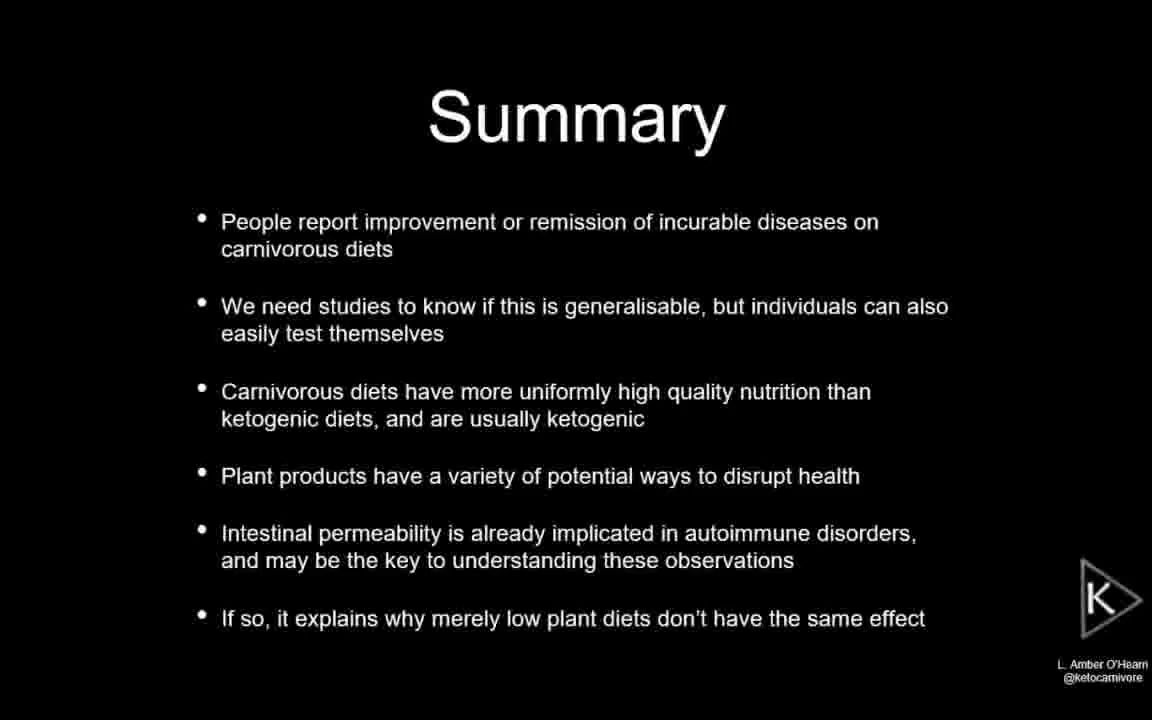 Summary
• People report improvement or remission of incurable diseases on
carnivorous diets
• We need studies to know if this is generalisable, but individuals can also
easily test themselves
• Carnivorous diets have more uniformly high quality nutrition than
ketogenic diets, and are usually ketogenic
• Plant products have a variety of potential ways to disrupt health
• Intestinal permeability is already implicated in autoimmune disorders,
and may be the key to understanding these observations
• If so, it explains why merely low plant diets don't have the same effect
K
L. Amber O'Hearn
@ketocarnivore